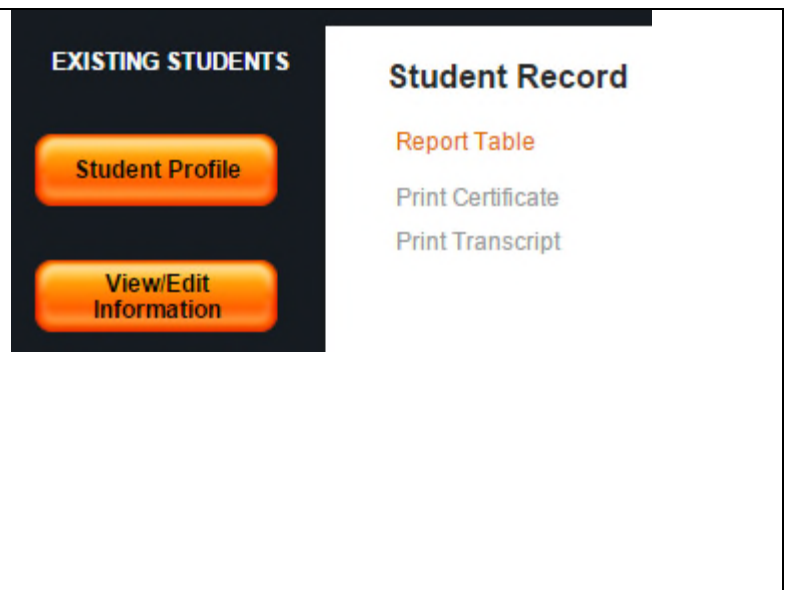 EXISTING STUDENTS
Student Profile
View/Edit
Information
Student Record
Report Table
Print Certificate
Print Transcript